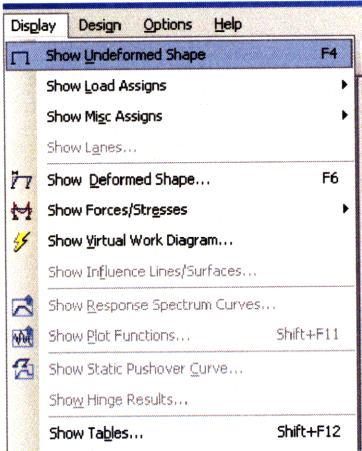 Display Design Options Help
Show Undeformed Shape F4
Show Load Assigns
Show Misc Assigns
Show Lanes...
Show Deformed Shape... F6
Show Forces/Stresses
Show Virtual Work Diagram...
Show Influence Lines/Surfaces...
Show Response Spectrum Curves...
Show Plot Functions... Shift+F11
Show Static Pushover Curve...
Show Hinge Results...
Show Tables... Shift+F12